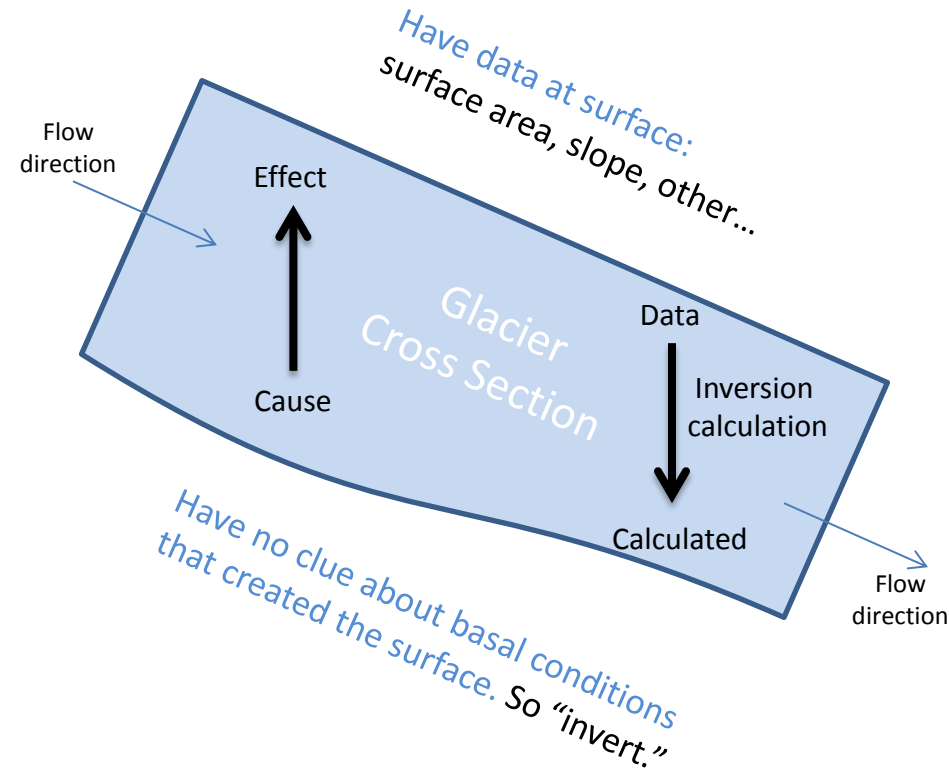 Have data at surface:
surface area, slope, other…
Flow
direction
Effect
Cause
Glacier
Cross Section
Data
Inversion
calculation
Calculated
Flow
direction
Have no clue about basal conditions
that created the surface. So “invert.”